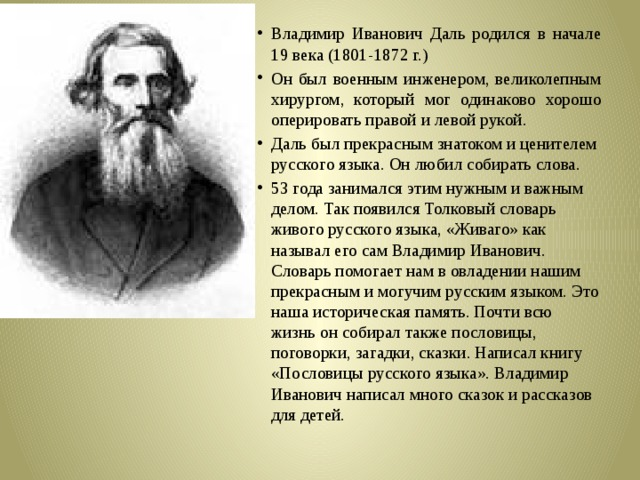 • Владимир Иванович Даль родился в начале
19 века (1801-1872 г.)
• Он был военным инженером, великолепным
хирургом, который мог одинаково хорошо
оперировать правой и левой рукой.
• Даль был прекрасным знатоком и ценителем
русского языка. Он любил собирать слова.
• 53 года занимался этим нужным и важным
делом. Так появился Толковый словарь
живого русского языка, «Живаго» как
называл его сам Владимир Иванович.
Словарь помогает нам в овладении нашим
прекрасным и могучим русским языком. Это
наша историческая память. Почти всю
жизнь он собирал также пословицы,
поговорки, загадки, сказки. Написал книгу
«Пословицы русского языка». Владимир
Иванович написал много сказок и рассказов
для детей.